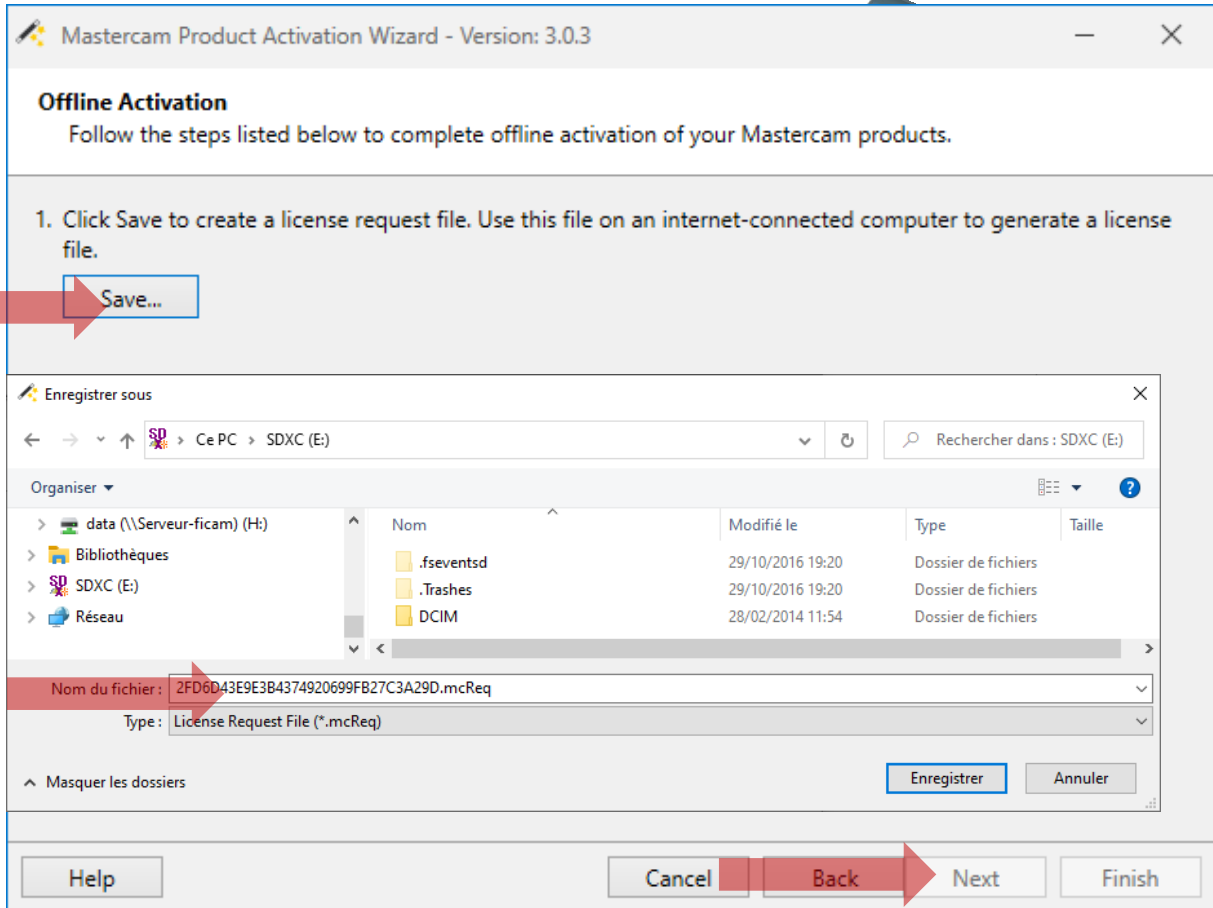 Mastercam Product Activation Wizard - Version: 3.0.3
Offline Activation
Follow the steps listed below to complete offline activation of your Mastercam products.
1. Click Save to create a license request file. Use this file on an internet-connected computer to generate a license
file.
Save...
Enregistrer sous
Ce PC > SDXC (E:)
Rechercher dans : SDXC (E:)
Organiser
data (\\Serveur-ficam) (H:)
Bibliothèques
SDXC (E:)
Réseau
Nom Modifié le Type Taille
.fseventsd 29/10/2016 19:20 Dossier de fichiers
.Trashes 29/10/2016 19:20 Dossier de fichiers
DCIM 28/02/2014 11:54 Dossier de fichiers
Nom du fichier : 2FD6D43E9E3B4374920699FB27C3A29D.mcReq
Type : License Request File (*.mcReq)
Masquer les dossiers
Enregistrer Annuler
Help Cancel Back Next Finish